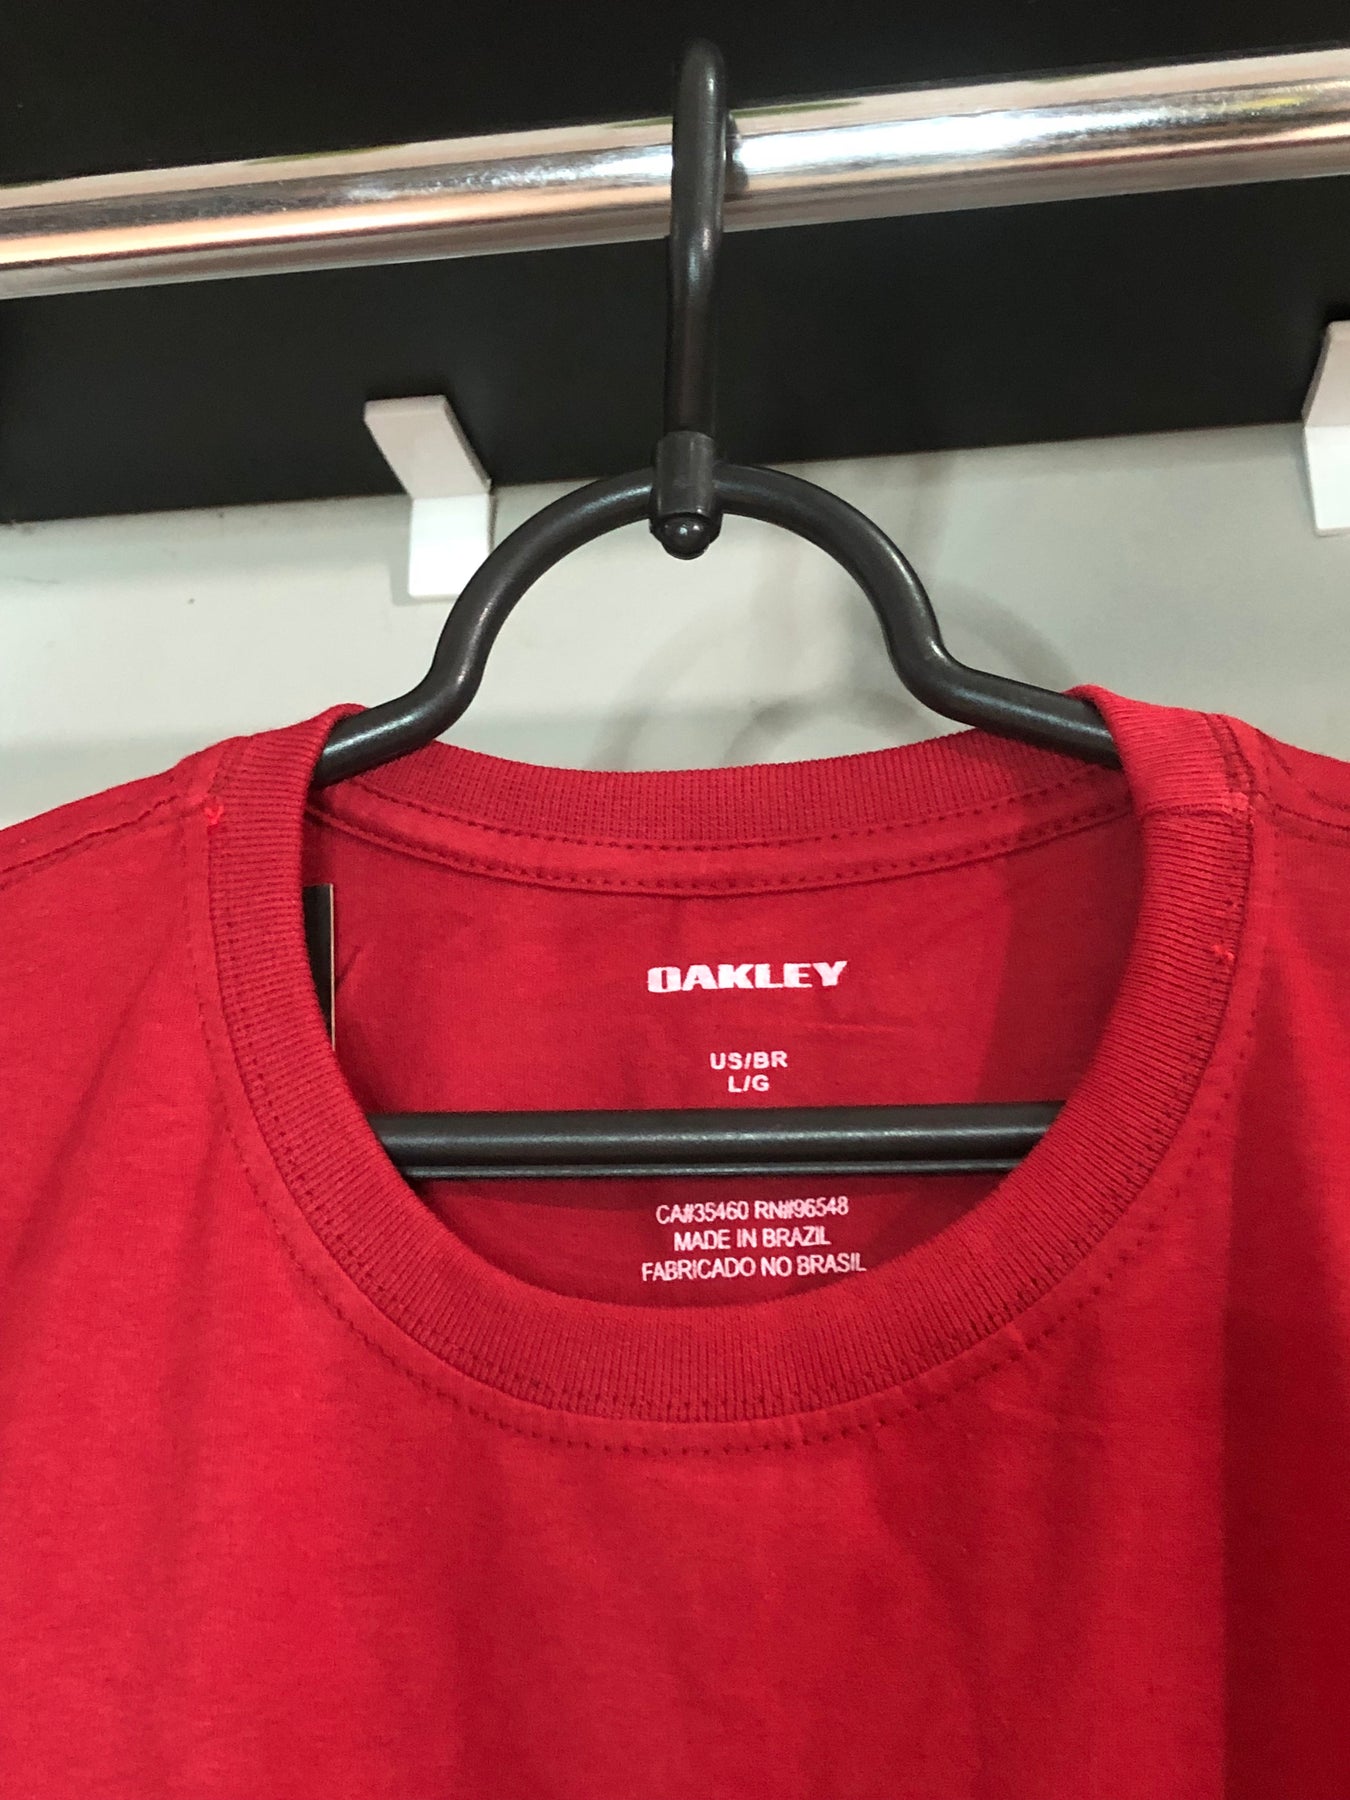 OAKLEY
US/BR
L/G
CA#35460 RN#96548
MADE IN BRAZIL
FABRICADO NO BRASIL